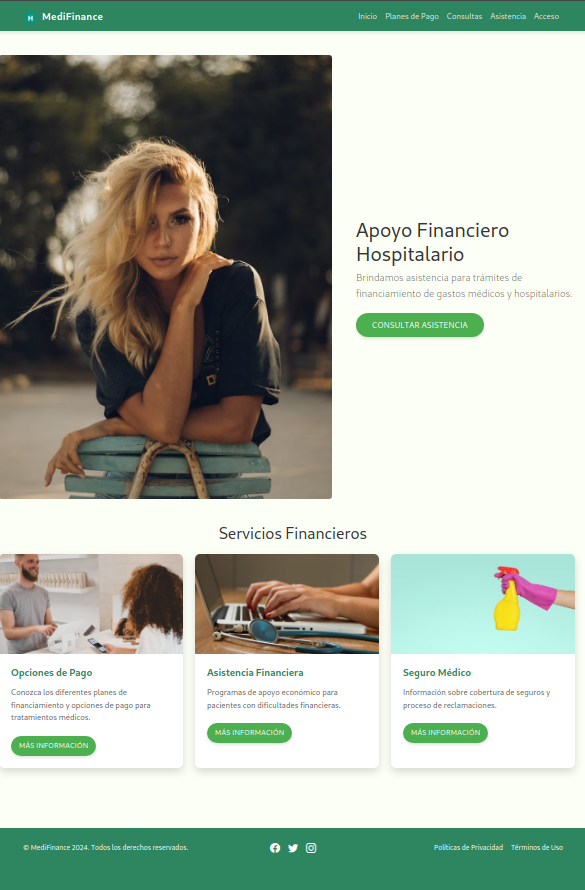 H MediFinance
Inicio Planes de Pago Consultas Asistencia Acceso
Apoyo Financiero
Hospitalario
Brindamos asistencia para trámites de
financiamiento de gastos médicos y hospitalarios.
CONSULTAR ASISTENCIA
Servicios Financieros
Opciones de Pago
Conozca los diferentes planes de
financiamiento y opciones de pago para
tratamientos médicos.
MÁS INFORMACIÓN
Asistencia Financiera
Programas de apoyo económico para
pacientes con dificultades financieras.
MÁS INFORMACIÓN
Seguro Médico
Información sobre cobertura de seguros y
proceso de reclamaciones.
MÁS INFORMACIÓN
© MediFinance 2024. Todos los derechos reservados.
Políticas de Privacidad Términos de Uso